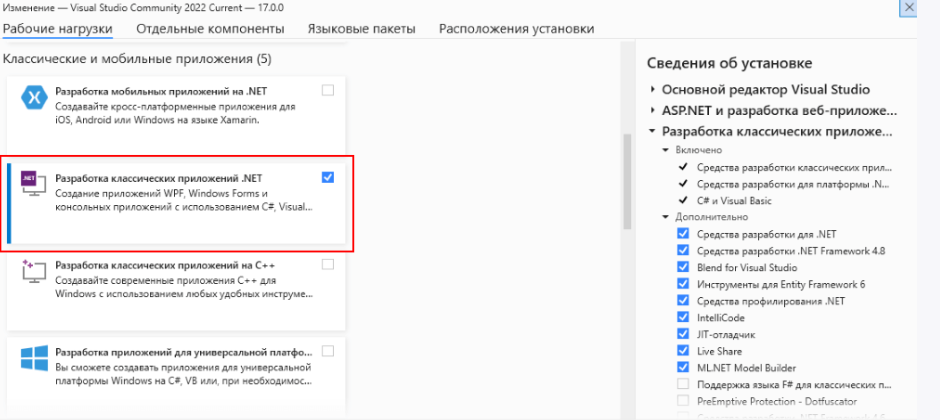 Изменение — Visual Studio Community 2022 Current — 17.0.0
Рабочие нагрузки Отдельные компоненты Языковые пакеты Расположения установки
Классические и мобильные приложения (5)
Разработка мобильных приложений на .NET
Создавайте кросс-платформенные приложения для
iOS, Android или Windows на языке Xamarin.
.NET
Разработка классических приложений .NET
Создание приложений WPF, Windows Forms и
консольных приложений с использованием C#, Visual...
Разработка классических приложений на C++
Создавайте современные приложения C++ для
Windows с использованием любых удобных инструме...
Разработка приложений для универсальной платфо...
Вы сможете создавать приложения для универсальной
платформы Windows на C#, VB или, при необходимос...
Сведения об установке
Основной редактор Visual Studio
ASP.NET и разработка веб-приложе...
Разработка классических приложе...
Включено
Средства разработки классических прил...
Средства разработки для платформы .N...
C# и Visual Basic
Дополнительно
Средства разработки для .NET
Средства разработки .NET Framework 4.8
Blend for Visual Studio
Инструменты для Entity Framework 6
Средства профилирования .NET
IntelliCode
JIT-отладчик
Live Share
ML.NET Model Builder
Поддержка языка F# для классических п...
PreEmptive Protection - Dotfuscator